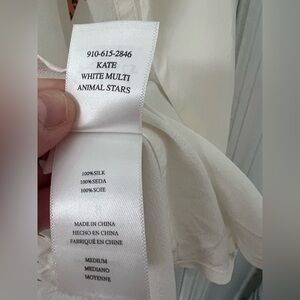 910-615-2846
KATE
WHITE MULTI
ANIMAL STARS
100%SILK
100%SEDA
100%SOIE
MADE IN CHINA
HECHO EN CHINA
FABRIQUÉ EN CHINE
MEDIUM
MEDIANO
MOYENNE